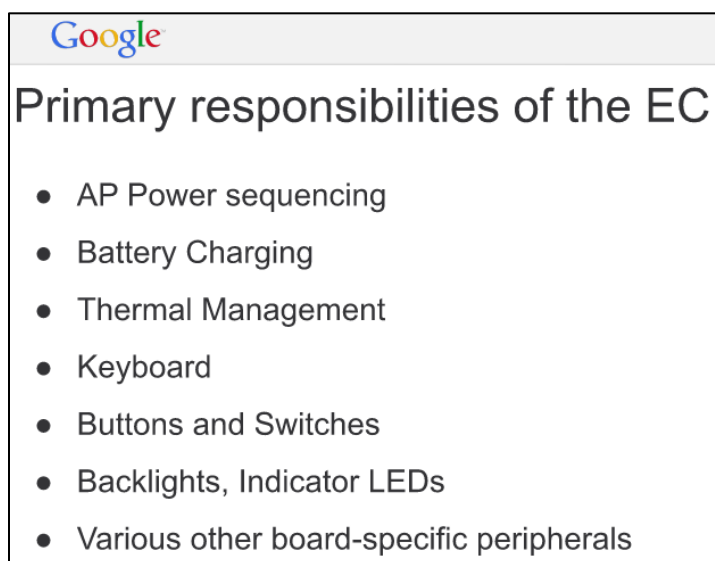 Google
Primary responsibilities of the EC
● AP Power sequencing
● Battery Charging
● Thermal Management
● Keyboard
● Buttons and Switches
● Backlights, Indicator LEDs
● Various other board-specific peripherals